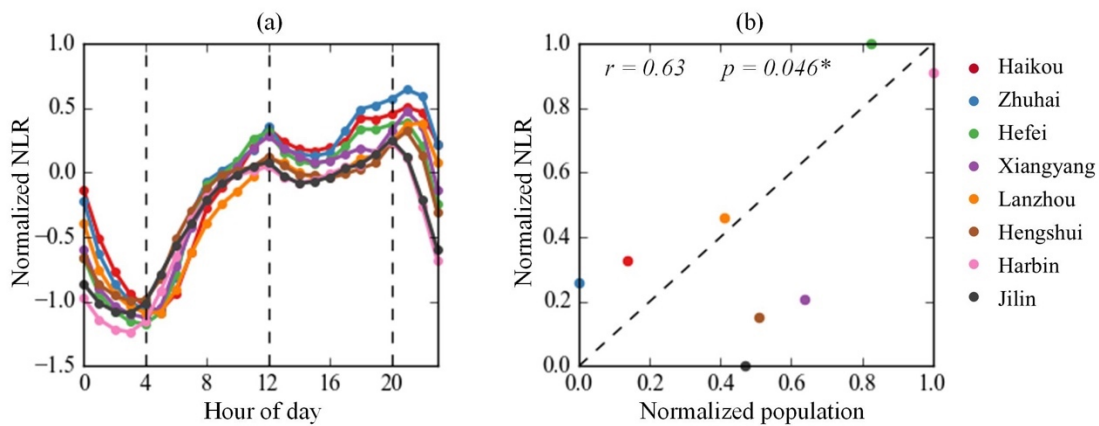 (a)
Normalized NLR
1.0
0.5
0.0
−0.5
−1.0
−1.5
0 4 8 12 16 20
Hour of day
(b)
r = 0.63 p = 0.046*
Normalized NLR
1.0
0.8
0.6
0.4
0.2
0.0
0.0 0.2 0.4 0.6 0.8 1.0
Normalized population
Haikou
Zhuhai
Hefei
Xiangyang
Lanzhou
Hengshui
Harbin
Jilin